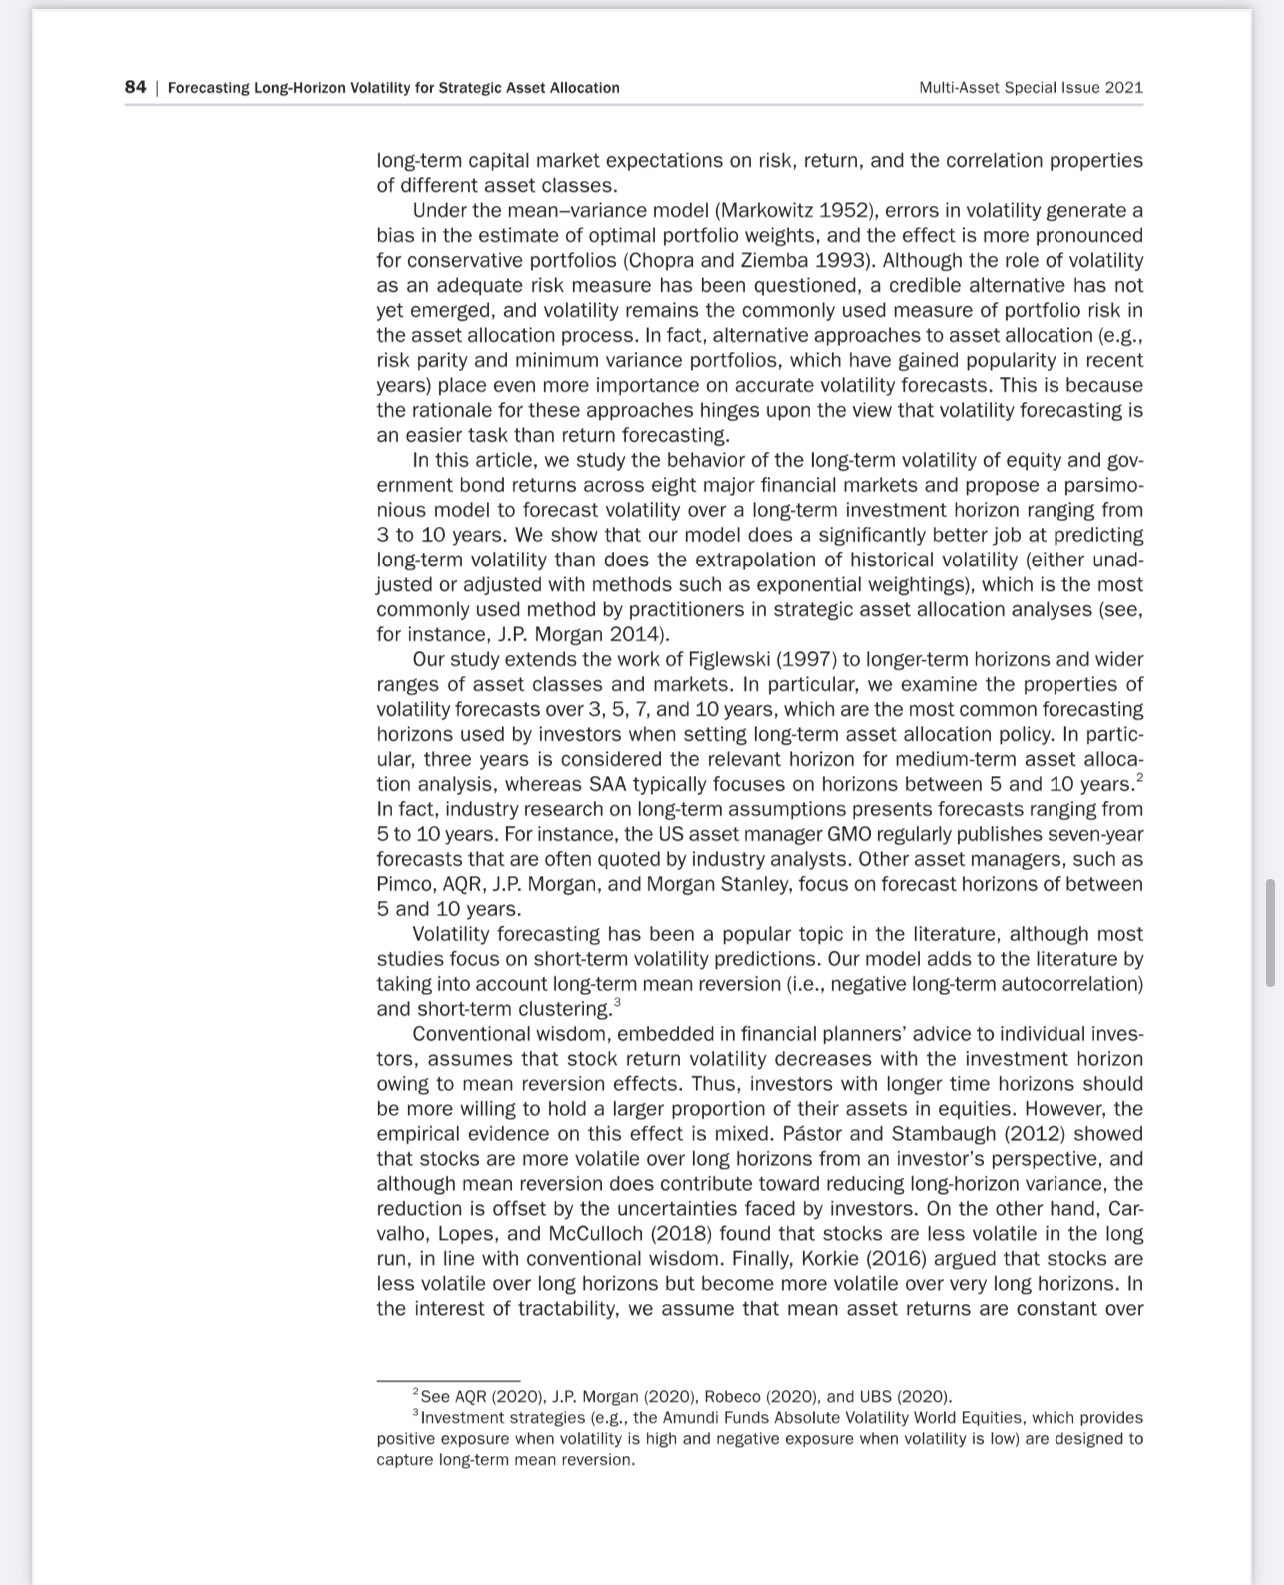 84 | Forecasting Long-Horizon Volatility for Strategic Asset Allocation
Multi-Asset Special Issue 2021
long-term capital market expectations on risk, return, and the correlation properties
of different asset classes.
Under the mean–variance model (Markowitz 1952), errors in volatility generate a
bias in the estimate of optimal portfolio weights, and the effect is more pronounced
for conservative portfolios (Chopra and Ziemba 1993). Although the role of volatility
as an adequate risk measure has been questioned, a credible alternative has not
yet emerged, and volatility remains the commonly used measure of portfolio risk in
the asset allocation process. In fact, alternative approaches to asset allocation (e.g.,
risk parity and minimum variance portfolios, which have gained popularity in recent
years) place even more importance on accurate volatility forecasts. This is because
the rationale for these approaches hinges upon the view that volatility forecasting is
an easier task than return forecasting.
In this article, we study the behavior of the long-term volatility of equity and gov-
ernment bond returns across eight major financial markets and propose a parsimo-
nious model to forecast volatility over a long-term investment horizon ranging from
3 to 10 years. We show that our model does a significantly better job at predicting
long-term volatility than does the extrapolation of historical volatility (either unad-
justed or adjusted with methods such as exponential weightings), which is the most
commonly used method by practitioners in strategic asset allocation analyses (see,
for instance, J.P. Morgan 2014).
Our study extends the work of Figlewski (1997) to longer-term horizons and wider
ranges of asset classes and markets. In particular, we examine the properties of
volatility forecasts over 3, 5, 7, and 10 years, which are the most common forecasting
horizons used by investors when setting long-term asset allocation policy. In partic-
ular, three years is considered the relevant horizon for medium-term asset alloca-
tion analysis, whereas SAA typically focuses on horizons between 5 and 10 years.²
In fact, industry research on long-term assumptions presents forecasts ranging from
5 to 10 years. For instance, the US asset manager GMO regularly publishes seven-year
forecasts that are often quoted by industry analysts. Other asset managers, such as
Pimco, AQR, J.P. Morgan, and Morgan Stanley, focus on forecast horizons of between
5 and 10 years.
Volatility forecasting has been a popular topic in the literature, although most
studies focus on short-term volatility predictions. Our model adds to the literature by
taking into account long-term mean reversion (i.e., negative long-term autocorrelation)
and short-term clustering.³
Conventional wisdom, embedded in financial planners’ advice to individual inves-
tors, assumes that stock return volatility decreases with the investment horizon
owing to mean reversion effects. Thus, investors with longer time horizons should
be more willing to hold a larger proportion of their assets in equities. However, the
empirical evidence on this effect is mixed. Pástor and Stambaugh (2012) showed
that stocks are more volatile over long horizons from an investor’s perspective, and
although mean reversion does contribute toward reducing long-horizon variance, the
reduction is offset by the uncertainties faced by investors. On the other hand, Car-
valho, Lopes, and McCulloch (2018) found that stocks are less volatile in the long
run, in line with conventional wisdom. Finally, Korkie (2016) argued that stocks are
less volatile over long horizons but become more volatile over very long horizons. In
the interest of tractability, we assume that mean asset returns are constant over
² See AQR (2020), J.P. Morgan (2020), Robeco (2020), and UBS (2020).
³ Investment strategies (e.g., the Amundi Funds Absolute Volatility World Equities, which provides
positive exposure when volatility is high and negative exposure when volatility is low) are designed to
capture long-term mean reversion.